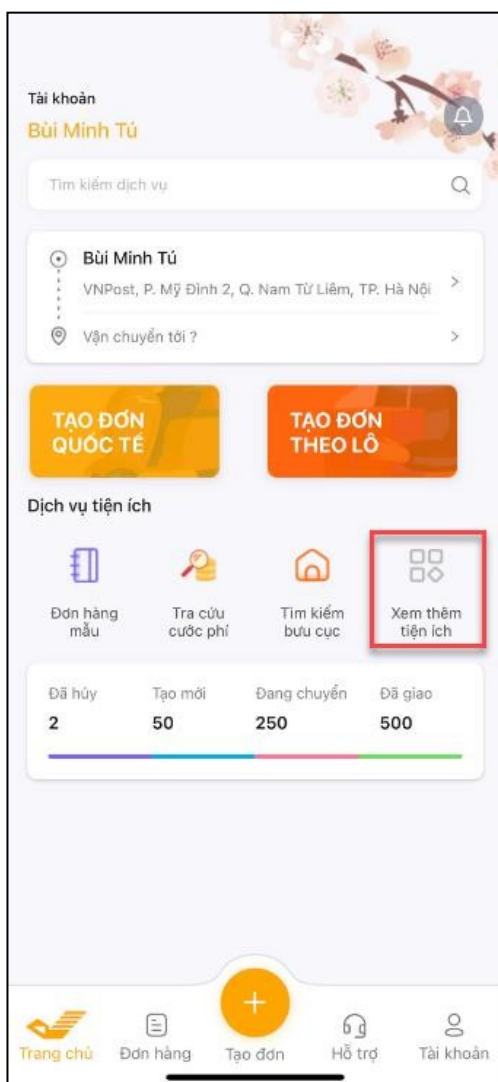 Tài khoản
Bùi Minh Tú
Tìm kiếm dịch vụ
Bùi Minh Tú
VNPost, P. Mỹ Đình 2, Q. Nam Từ Liêm, TP. Hà Nội
Vận chuyển tới ?
TẠO ĐƠN
QUỐC TẾ
TẠO ĐƠN
THEO LÔ
Dịch vụ tiện ích
Đơn hàng
mẫu
Tra cứu
cước phí
Tìm kiếm
bưu cục
Xem thêm
tiện ích
Đã hủy
Tạo mới
Đang chuyển
Đã giao
2
50
250
500
Trang chủ
Đơn hàng
Tạo đơn
Hỗ trợ
Tài khoản